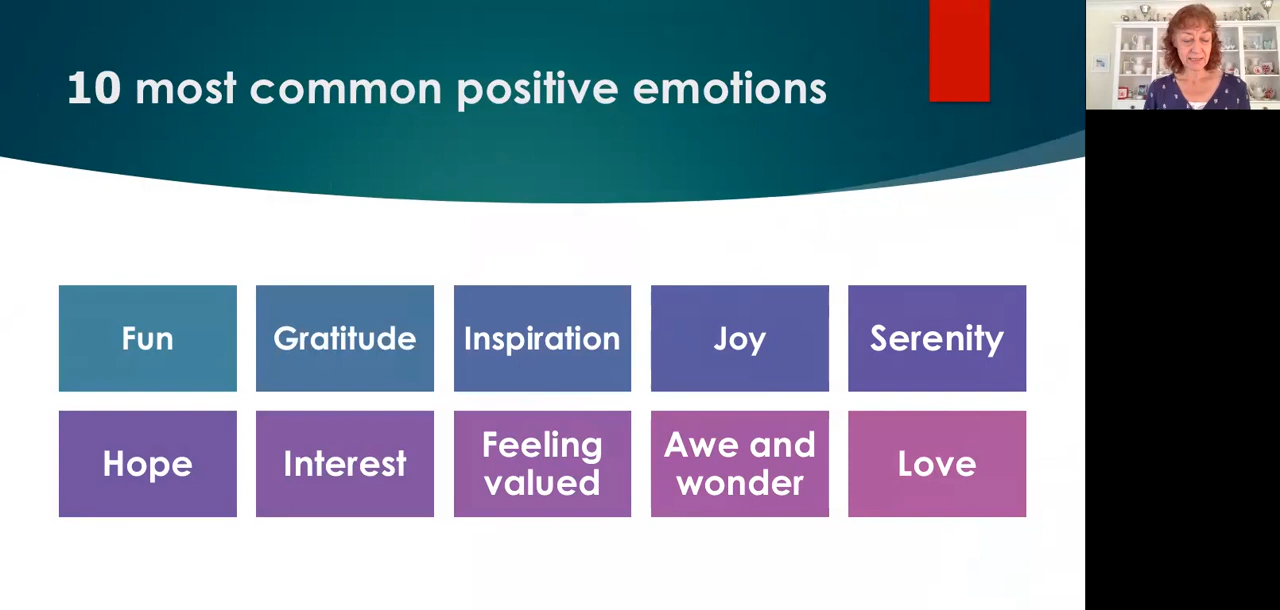 10 most common positive emotions
Fun
Gratitude
Inspiration
Joy
Serenity
Hope
Interest
Feeling
valued
Awe and
wonder
Love